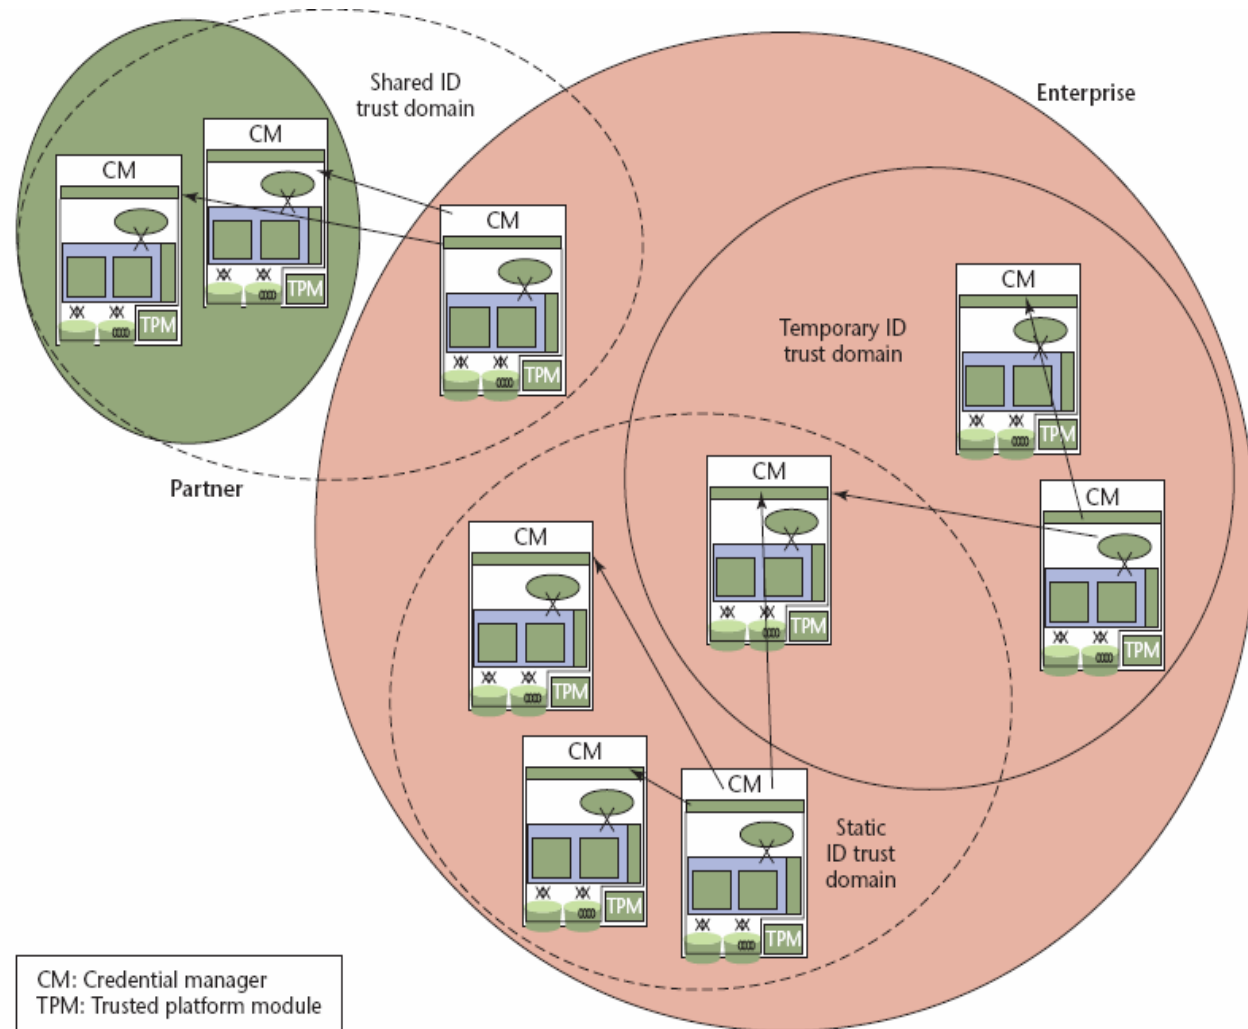 Shared ID
trust domain
Enterprise
CM
CM
CM
TPM
TPM
TPM
Partner
Temporary ID
trust domain
CM
TPM
CM
TPM
CM
TPM
CM
TPM
CM
TPM
CM
TPM
Static
ID trust
domain
CM: Credential manager
TPM: Trusted platform module